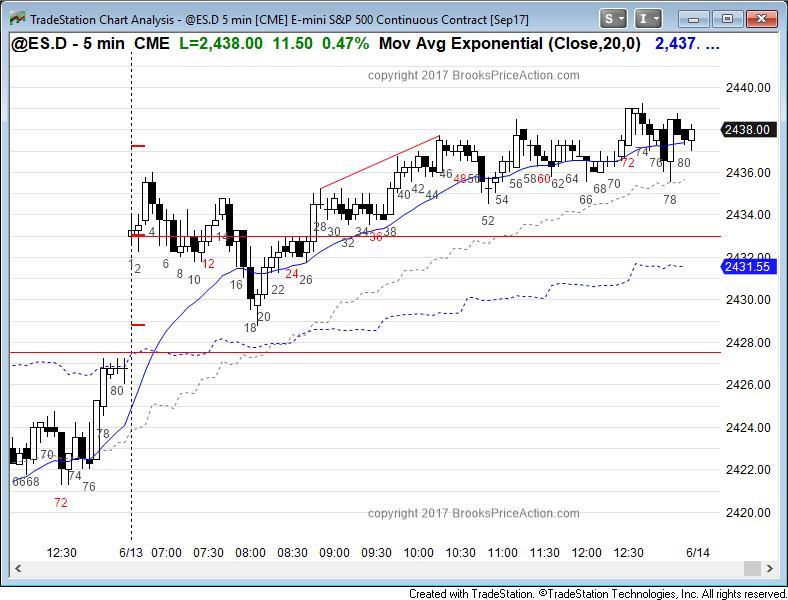 TradeStation Chart Analysis - @ES.D 5 min [CME] E-mini S&P 500 Continuous Contract [Sep17]
S I
@ES.D - 5 min CME L=2,438.00 11.50 0.47% Mov Avg Exponential (Close,20,0) 2,437. ...
copyright 2017 BrooksPriceAction.com
2440.00
2438.00
2436.00
2434.00
2432.00
2431.55
2430.00
2428.00
2426.00
2424.00
2422.00
2420.00
72 74 76 80
46 48 50 56 58 60 62 64
40 42 44 54 66 68 70 78
52
28 30 32 34 36 38
2 4 6 8 10 12 14 16 18 20 22 24 26
80
78
70 74 76
66 68
72
copyright 2017 BrooksPriceAction.com
12:30 6/13 07:00 07:30 08:00 08:30 09:00 09:30 10:00 10:30 11:00 11:30 12:00 12:30 6/14
Created with TradeStation. ©TradeStation Technologies, Inc. All rights reserved.